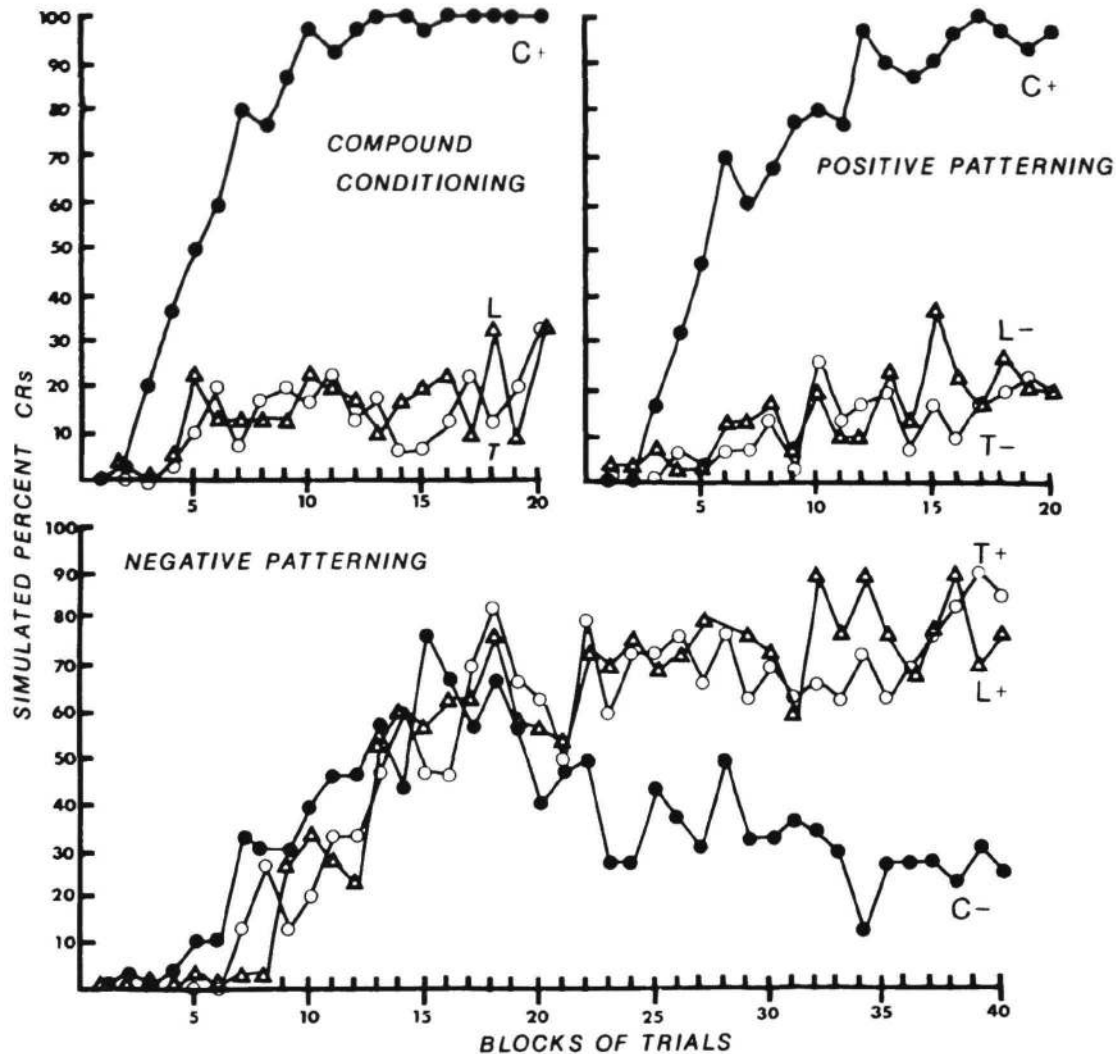 100
90
80
70
60
50
40
30
20
10
C+
COMPOUND
CONDITIONING
L
T
5
10
15
20
C+
POSITIVE PATTERNING
L-
T-
5
10
15
20
SIMULATED PERCENT CRs
100
90
80
70
60
50
40
30
20
10
NEGATIVE PATTERNING
T+
L+
C-
5
10
15
20
25
30
35
40
BLOCKS OF TRIALS